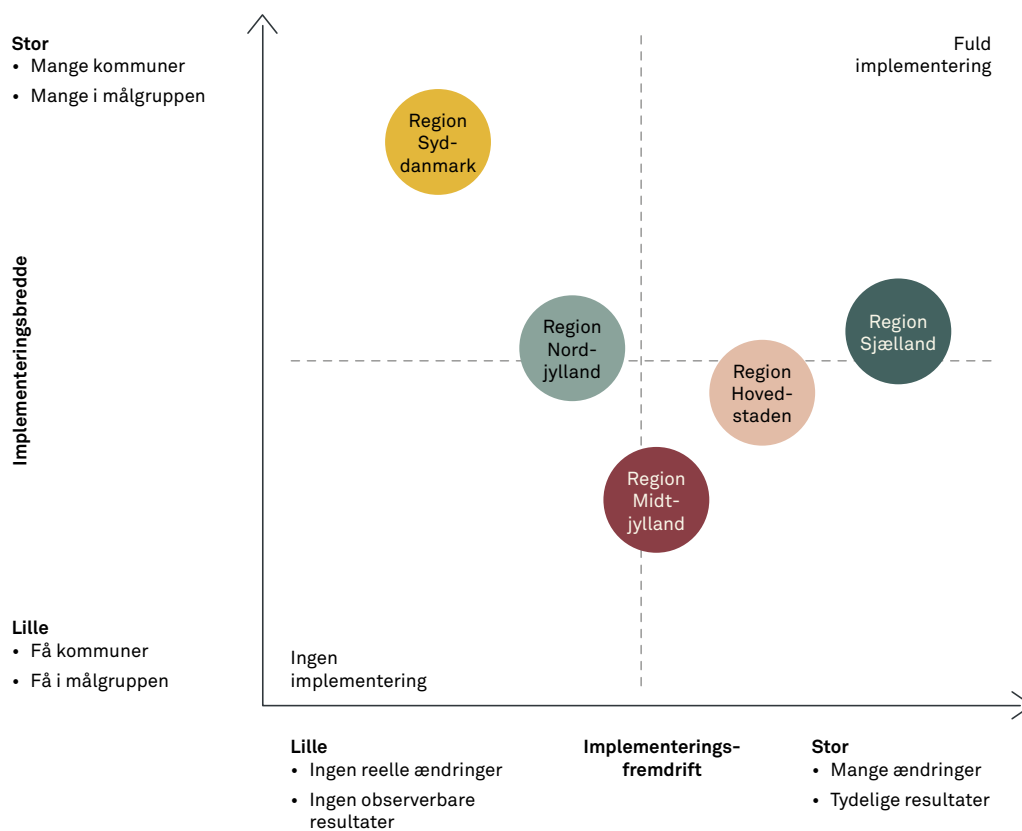 Stor
• Mange kommuner
• Mange i målgruppen
Fuld
implementering
Region
Syd-
danmark
Implementeringsbredde
Region
Nord-
jylland
Region
Sjælland
Region
Hoved-
staden
Region
Midt-
jylland
Lille
• Få kommuner
• Få i målgruppen
Ingen
implementering
Lille
• Ingen reelle ændringer
• Ingen observerbare
resultater
Implementerings-
fremdrift
Stor
• Mange ændringer
• Tydelige resultater